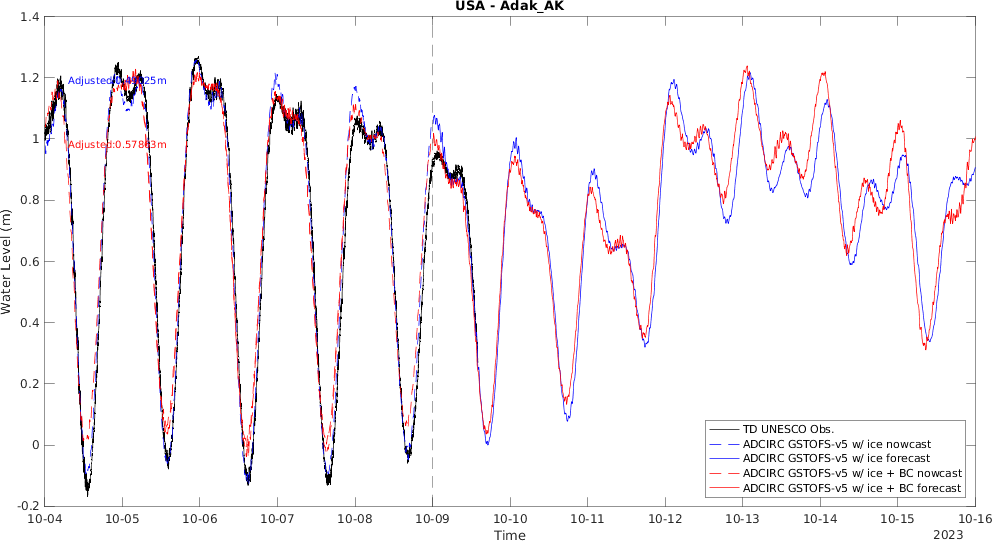 USA - Adak_AK
1.4
1.2
1
0.8
0.6
0.4
0.2
0
-0.2
Water Level (m)
10-04
10-05
10-06
10-07
10-08
10-09
10-10
10-11
10-12
10-13
10-14
10-15
10-16
Time
2023
TD UNESCO Obs.
ADCIRC GSTOFS-v5 w/ ice nowcast
ADCIRC GSTOFS-v5 w/ ice forecast
ADCIRC GSTOFS-v5 w/ ice + BC nowcast
ADCIRC GSTOFS-v5 w/ ice + BC forecast